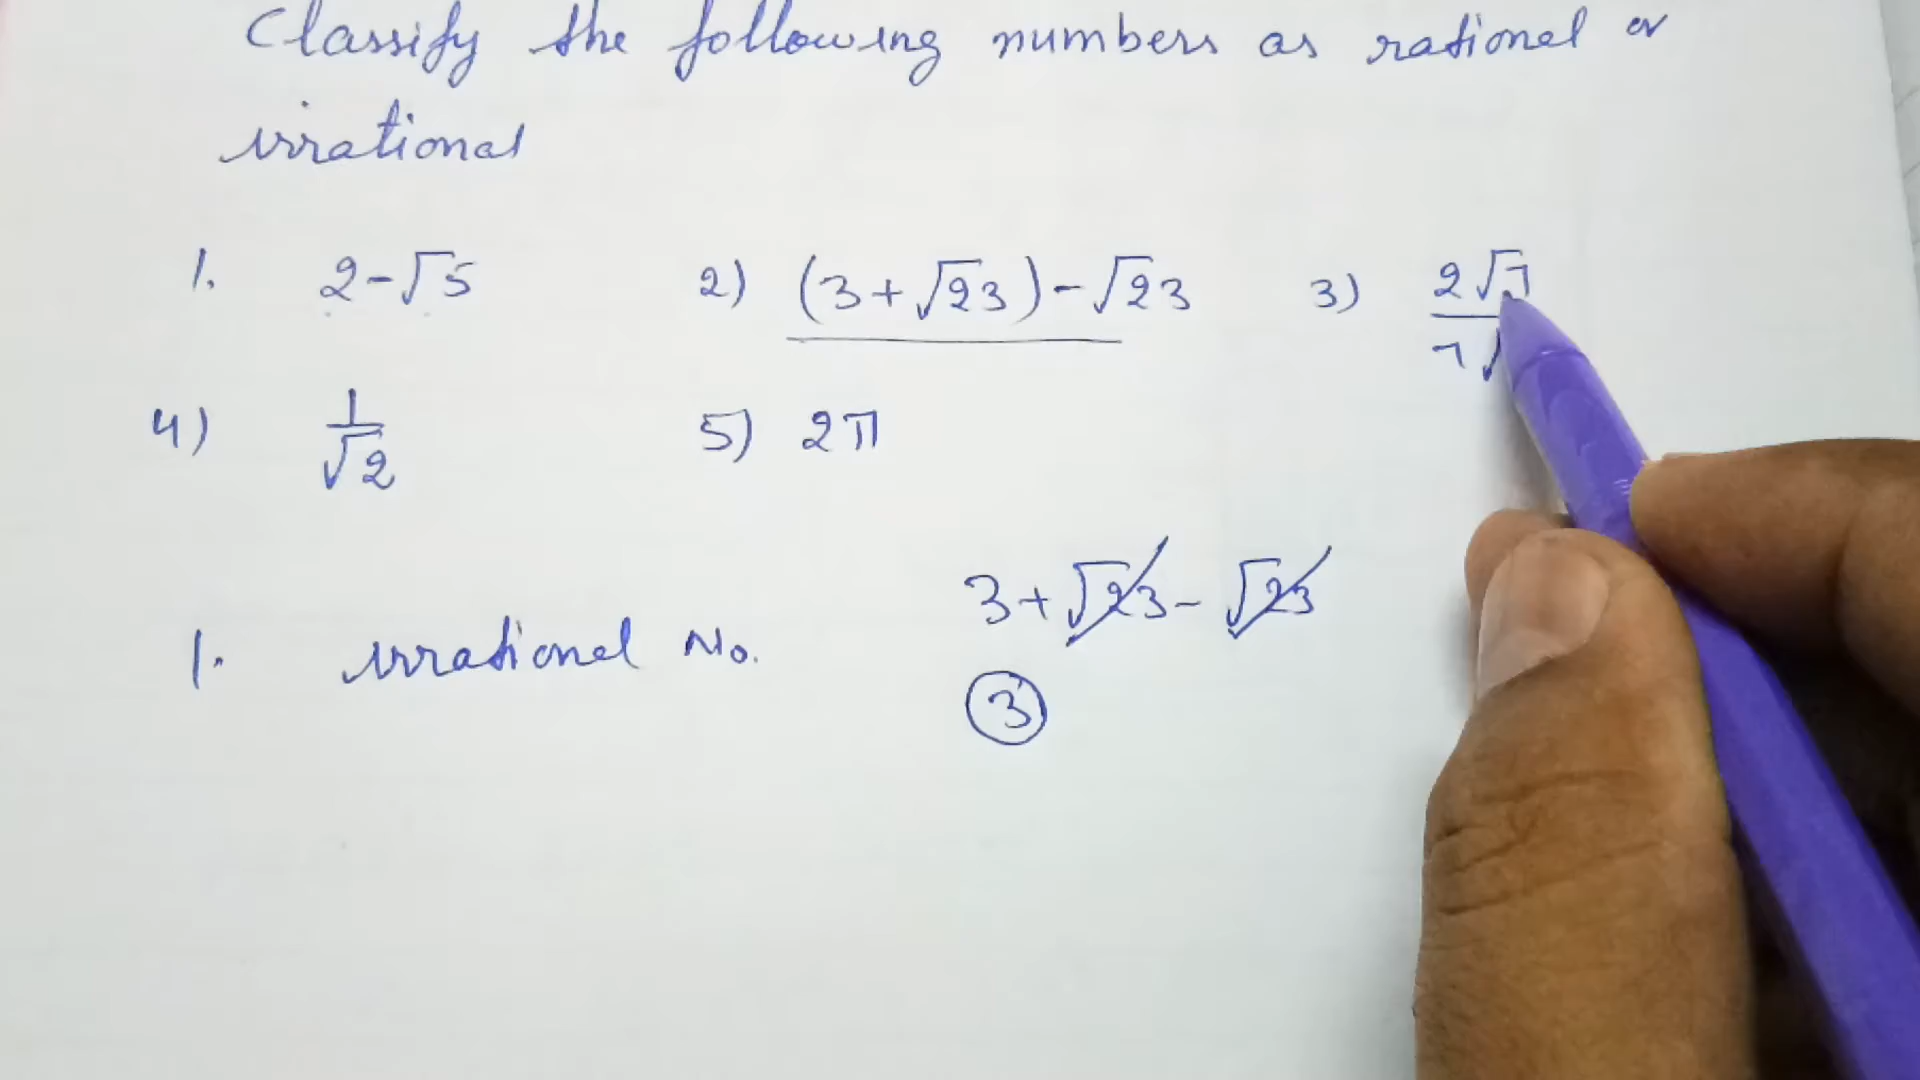 Classify the following numbers as rational or
irrational
1. 2-√5 2) (3+√23)-√23 3) 2√7
7√
4) 1/√2 5) 2π
3+√23-√23
1. irrational No.
3